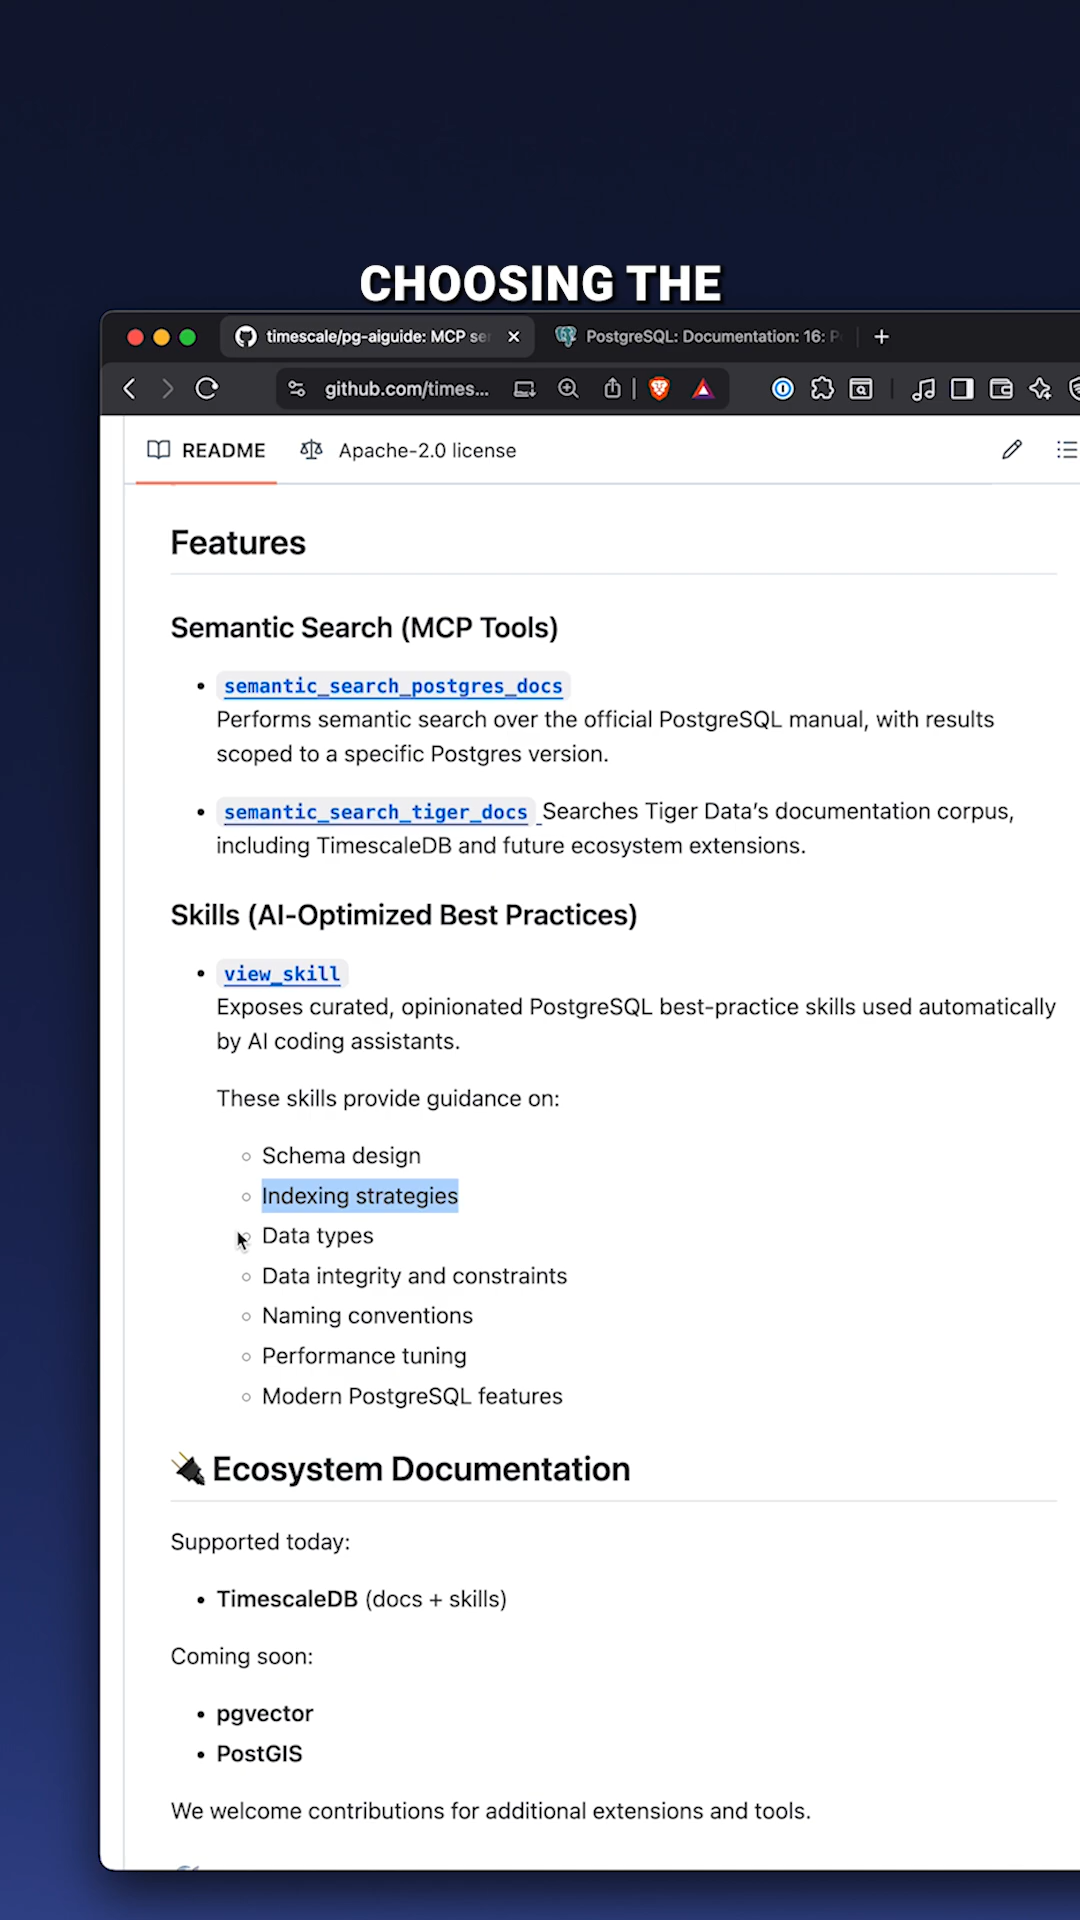 CHOOSING THE
timescale/pg-aiguide: MCP se
PostgreSQL: Documentation: 16: P
github.com/times...
README
Apache-2.0 license
Features
Semantic Search (MCP Tools)
semantic_search_postgres_docs
Performs semantic search over the official PostgreSQL manual, with results
scoped to a specific Postgres version.
semantic_search_tiger_docs Searches Tiger Data’s documentation corpus,
including TimescaleDB and future ecosystem extensions.
Skills (AI-Optimized Best Practices)
view_skill
Exposes curated, opinionated PostgreSQL best-practice skills used automatically
by AI coding assistants.
These skills provide guidance on:
Schema design
Indexing strategies
Data types
Data integrity and constraints
Naming conventions
Performance tuning
Modern PostgreSQL features
Ecosystem Documentation
Supported today:
TimescaleDB (docs + skills)
Coming soon:
pgvector
PostGIS
We welcome contributions for additional extensions and tools.